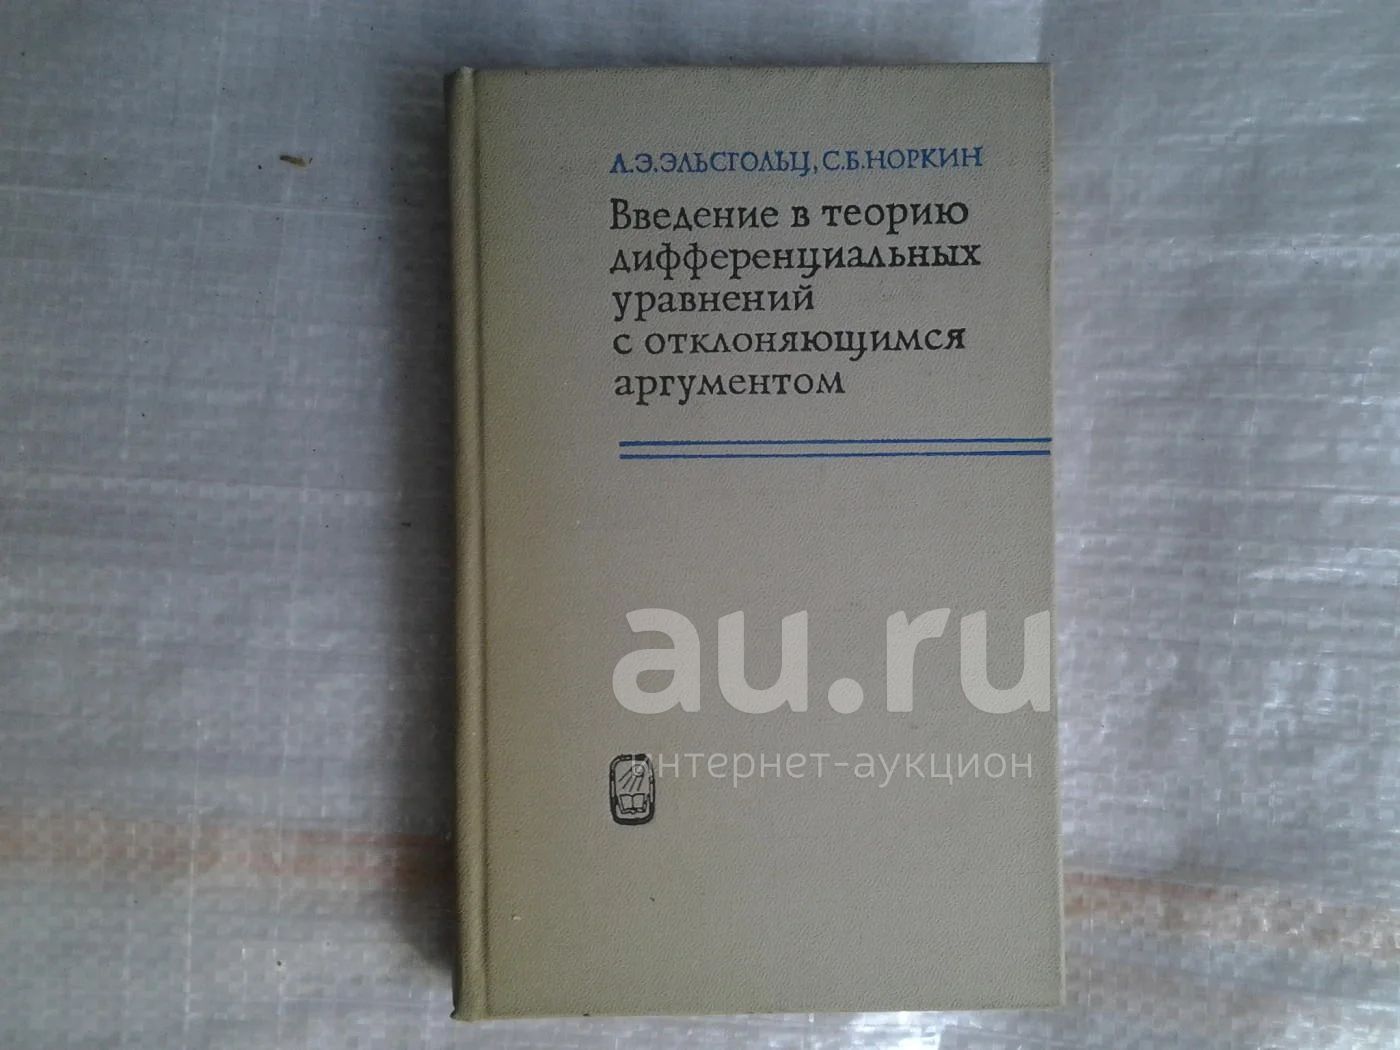 Л.Э.ЭЛЬСГОЛЬЦ, С.Б.НОРКИН
Введение в теорию
дифференциальных
уравнений
с отклоняющимся
аргументом
au.ru
интернет-аукцион